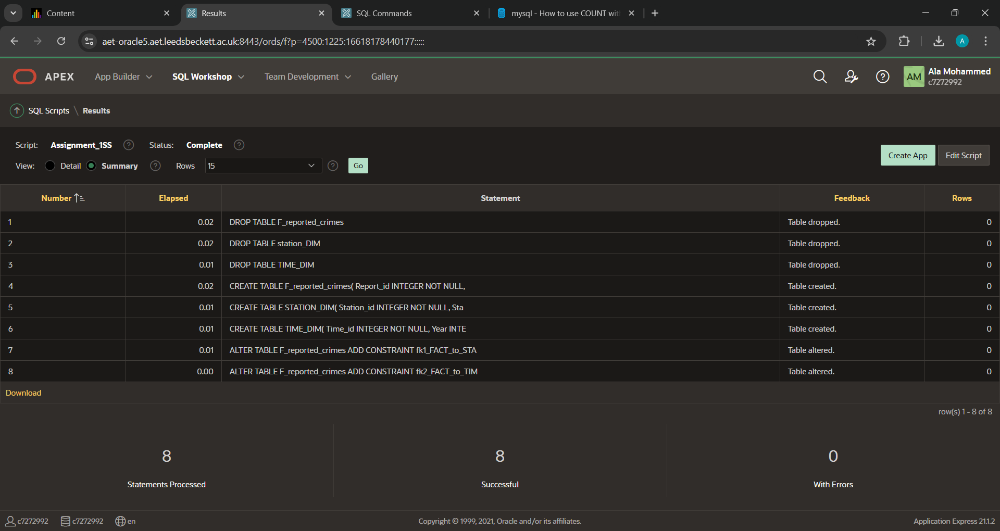 Content
Results
SQL Commands
mysql - How to use COUNT wit
aet-oracle5.aet.leedsbeckett.ac.uk:8443/ords/f?p=4500:1225:16618178440177:::::
A
APEX
App Builder
SQL Workshop
Team Development
Gallery
AM
Ala Mohammed
c7272992
SQL Scripts \ Results
Script: Assignment_1SS ? Status: Complete ?
View: Detail Summary ? Rows 15 ? Go
Create App
Edit Script
Number Elapsed Statement Feedback Rows
1 0.02 DROP TABLE F_reported_crimes Table dropped. 0
2 0.02 DROP TABLE station_DIM Table dropped. 0
3 0.01 DROP TABLE TIME_DIM Table dropped. 0
4 0.02 CREATE TABLE F_reported_crimes( Report_id INTEGER NOT NULL, Table created. 0
5 0.01 CREATE TABLE STATION_DIM( Station_id INTEGER NOT NULL, Sta Table created. 0
6 0.01 CREATE TABLE TIME_DIM( Time_id INTEGER NOT NULL, Year INTE Table created. 0
7 0.01 ALTER TABLE F_reported_crimes ADD CONSTRAINT fk1_FACT_to_STA Table altered. 0
8 0.00 ALTER TABLE F_reported_crimes ADD CONSTRAINT fk2_FACT_to_TIM Table altered. 0
Download
row(s) 1 - 8 of 8
8
Statements Processed
8
Successful
0
With Errors
c7272992 c7272992 en
Copyright © 1999, 2021, Oracle and/or its affiliates.
Application Express 21.1.2